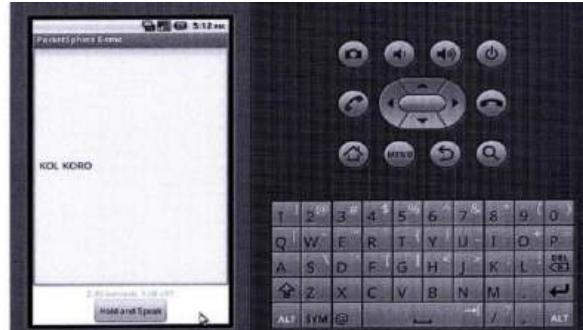 5:12 PM
PocketSphinx Demo
KOL KORO
Hold and Speak
MENU
1 2 @ 3 # 4 $ 5 % 6 ^ 7 & 8 * 9 ( 0 )
Q W E R T Y U I O P
A S D F G H J K L DEL
Z X C V B N M .
ALT SYM @ / ? , ALT